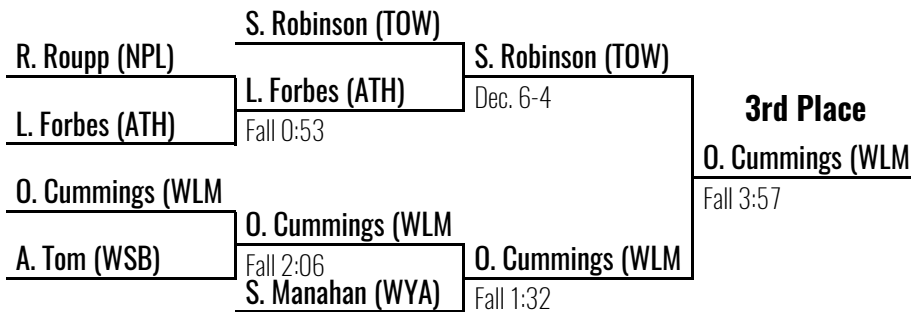 S. Robinson (TOW)
R. Roupp (NPL)
S. Robinson (TOW)
L. Forbes (ATH)
Dec. 6-4
3rd Place
L. Forbes (ATH)
Fall 0:53
O. Cummings (WLM
O. Cummings (WLM
Fall 3:57
O. Cummings (WLM
A. Tom (WSB)
Fall 2:06
O. Cummings (WLM
S. Manahan (WYA)
Fall 1:32